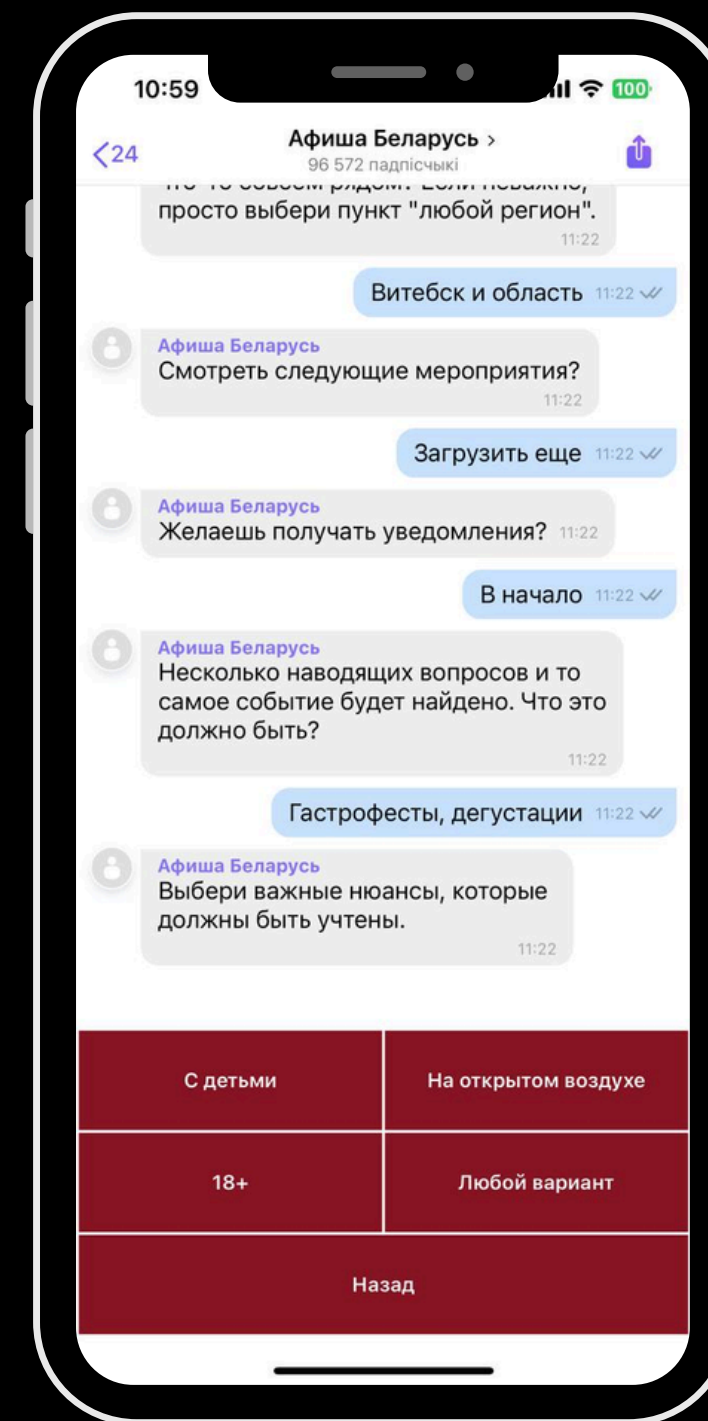 10:59
100
24
Афиша Беларусь >
96 572 падпісчыкі
просто выбери пункт "любой регион".
11:22
Витебск и область 11:22
Афиша Беларусь
Смотреть следующие мероприятия?
11:22
Загрузить еще 11:22
Афиша Беларусь
Желаешь получать уведомления? 11:22
В начало 11:22
Афиша Беларусь
Несколько наводящих вопросов и то
самое событие будет найдено. Что это
должно быть?
11:22
Гастрофесты, дегустации 11:22
Афиша Беларусь
Выбери важные нюансы, которые
должны быть учтены.
11:22
С детьми
На открытом воздухе
18+
Любой вариант
Назад